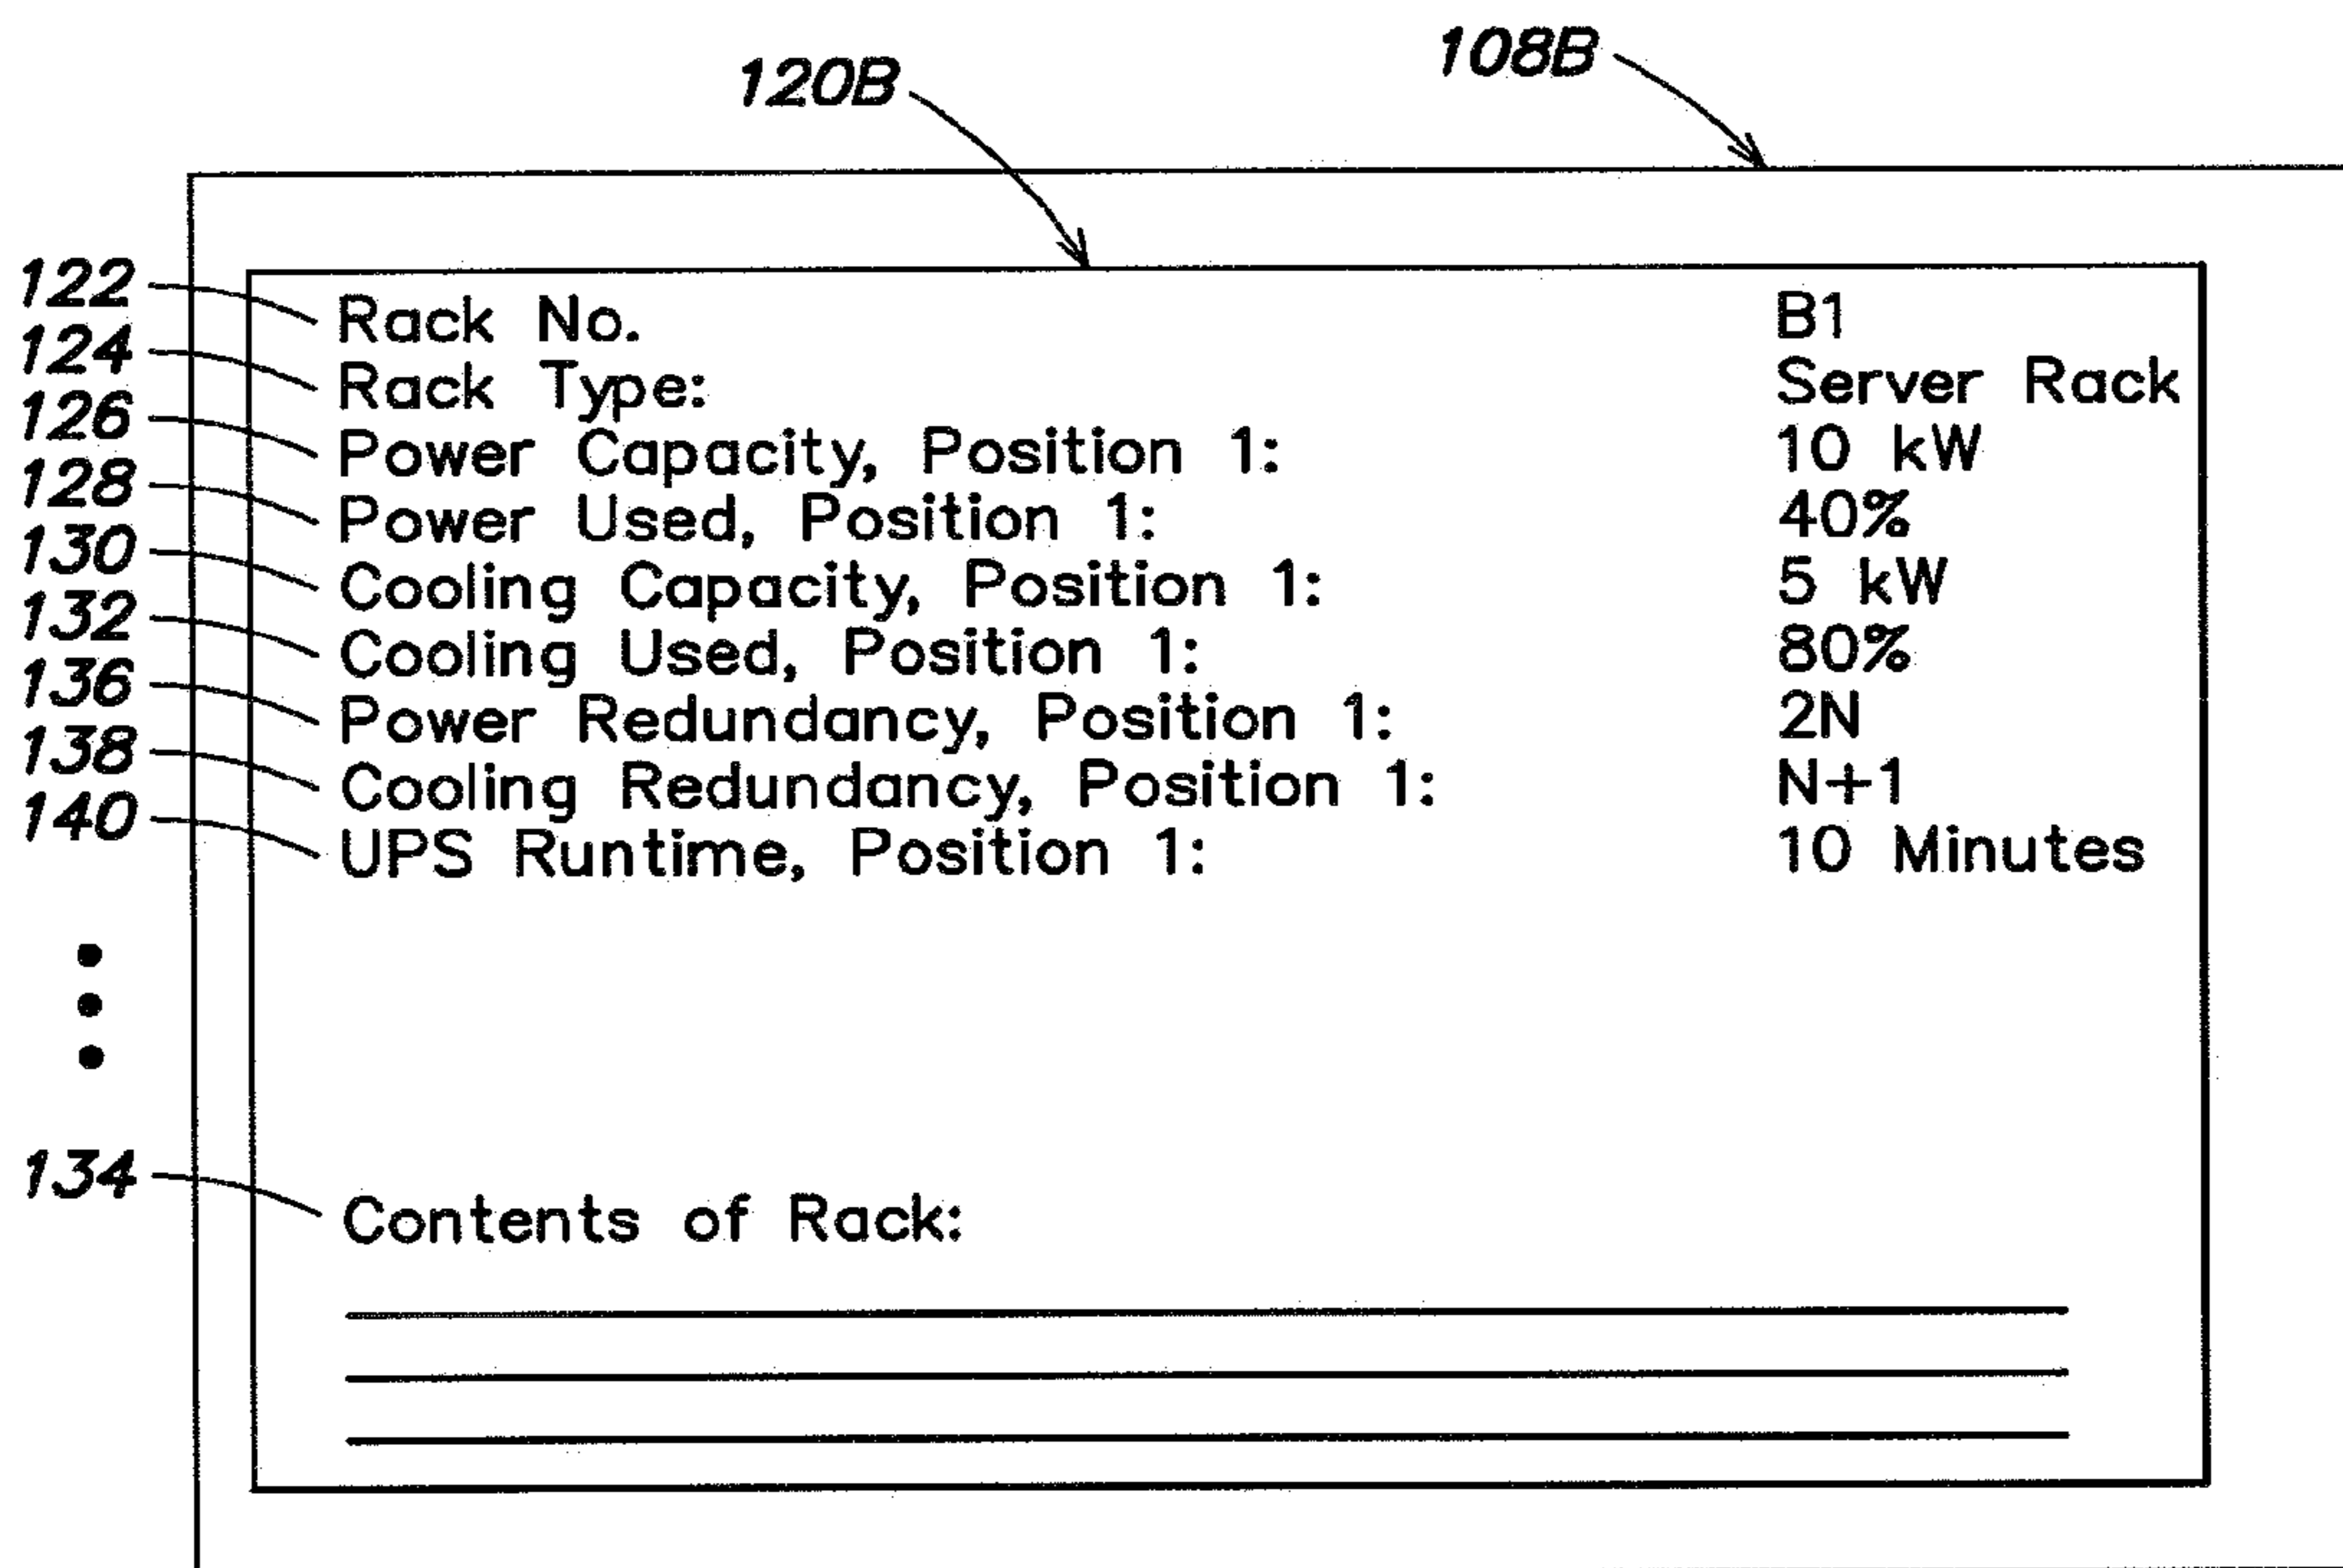 108B
120B
122 Rack No. B1
124 Rack Type: Server Rack
126 Power Capacity, Position 1: 10 kW
128 Power Used, Position 1: 40%
130 Cooling Capacity, Position 1: 5 kW
132 Cooling Used, Position 1: 80%
136 Power Redundancy, Position 1: 2N
138 Cooling Redundancy, Position 1: N+1
140 UPS Runtime, Position 1: 10 Minutes
134 Contents of Rack: